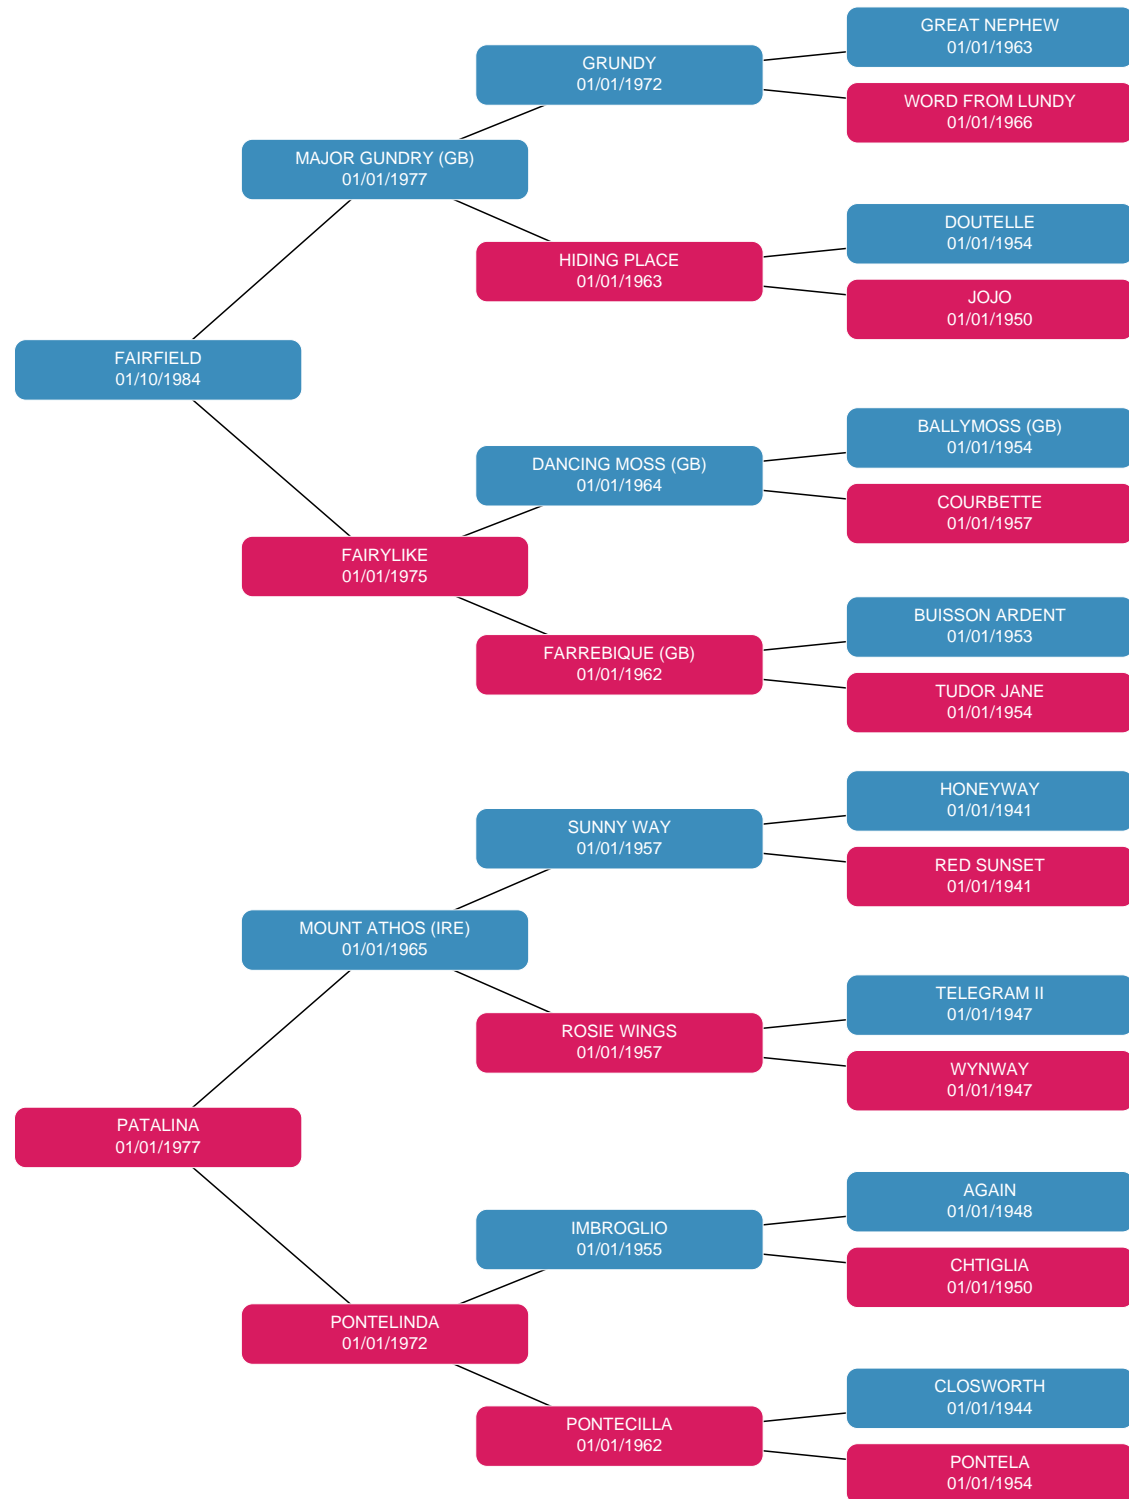 GREAT NEPHEW
01/01/1963
GRUNDY
01/01/1972
WORD FROM LUNDY
01/01/1966
MAJOR GUNDRY (GB)
01/01/1977
DOUTELLE
01/01/1954
HIDING PLACE
01/01/1963
JOJO
01/01/1950
FAIRFIELD
01/10/1984
BALLYMOSS (GB)
01/01/1954
DANCING MOSS (GB)
01/01/1964
COURBETTE
01/01/1957
FAIRYLIKE
01/01/1975
BUISSON ARDENT
01/01/1953
FARREBIQUE (GB)
01/01/1962
TUDOR JANE
01/01/1954
HONEYWAY
01/01/1941
SUNNY WAY
01/01/1957
RED SUNSET
01/01/1941
MOUNT ATHOS (IRE)
01/01/1965
TELEGRAM II
01/01/1947
ROSIE WINGS
01/01/1957
WYNWAY
01/01/1947
PATALINA
01/01/1977
AGAIN
01/01/1948
IMBROGLIO
01/01/1955
CHTIGLIA
01/01/1950
PONTELINDA
01/01/1972
CLOSWORTH
01/01/1944
PONTECILLA
01/01/1962
PONTELA
01/01/1954